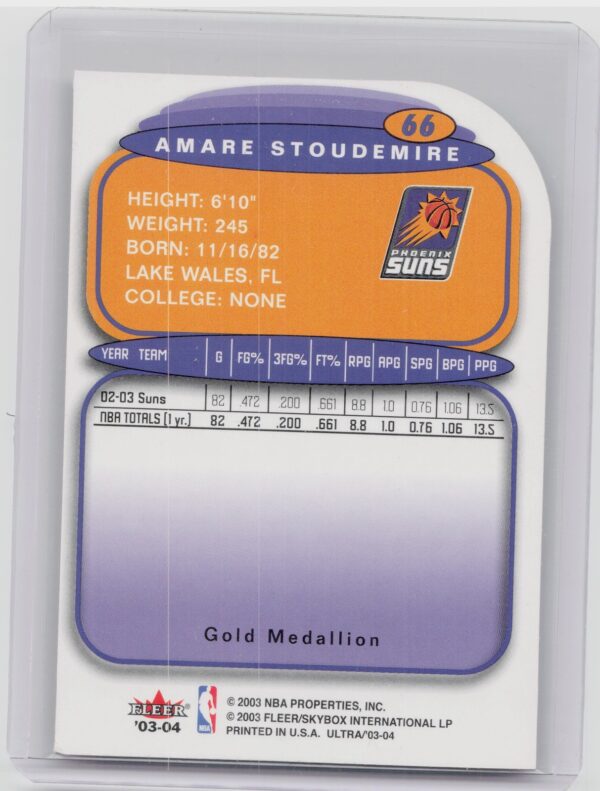 66
AMARE STOUDEMIRE
HEIGHT: 6'10"
WEIGHT: 245
BORN: 11/16/82
LAKE WALES, FL
COLLEGE: NONE
PHOENIX
SUNS
YEAR TEAM G FG% 3FG% FT% RPG APG SPG BPG PPG
02-03 Suns 82 .472 .200 .661 8.8 1.0 0.76 1.06 13.5
NBA TOTALS (1 yr.) 82 .472 .200 .661 8.8 1.0 0.76 1.06 13.5
Gold Medallion
FLEER
'03-04
NBA
© 2003 NBA PROPERTIES, INC.
© 2003 FLEER/SKYBOX INTERNATIONAL LP
PRINTED IN U.S.A. ULTRA/'03-04